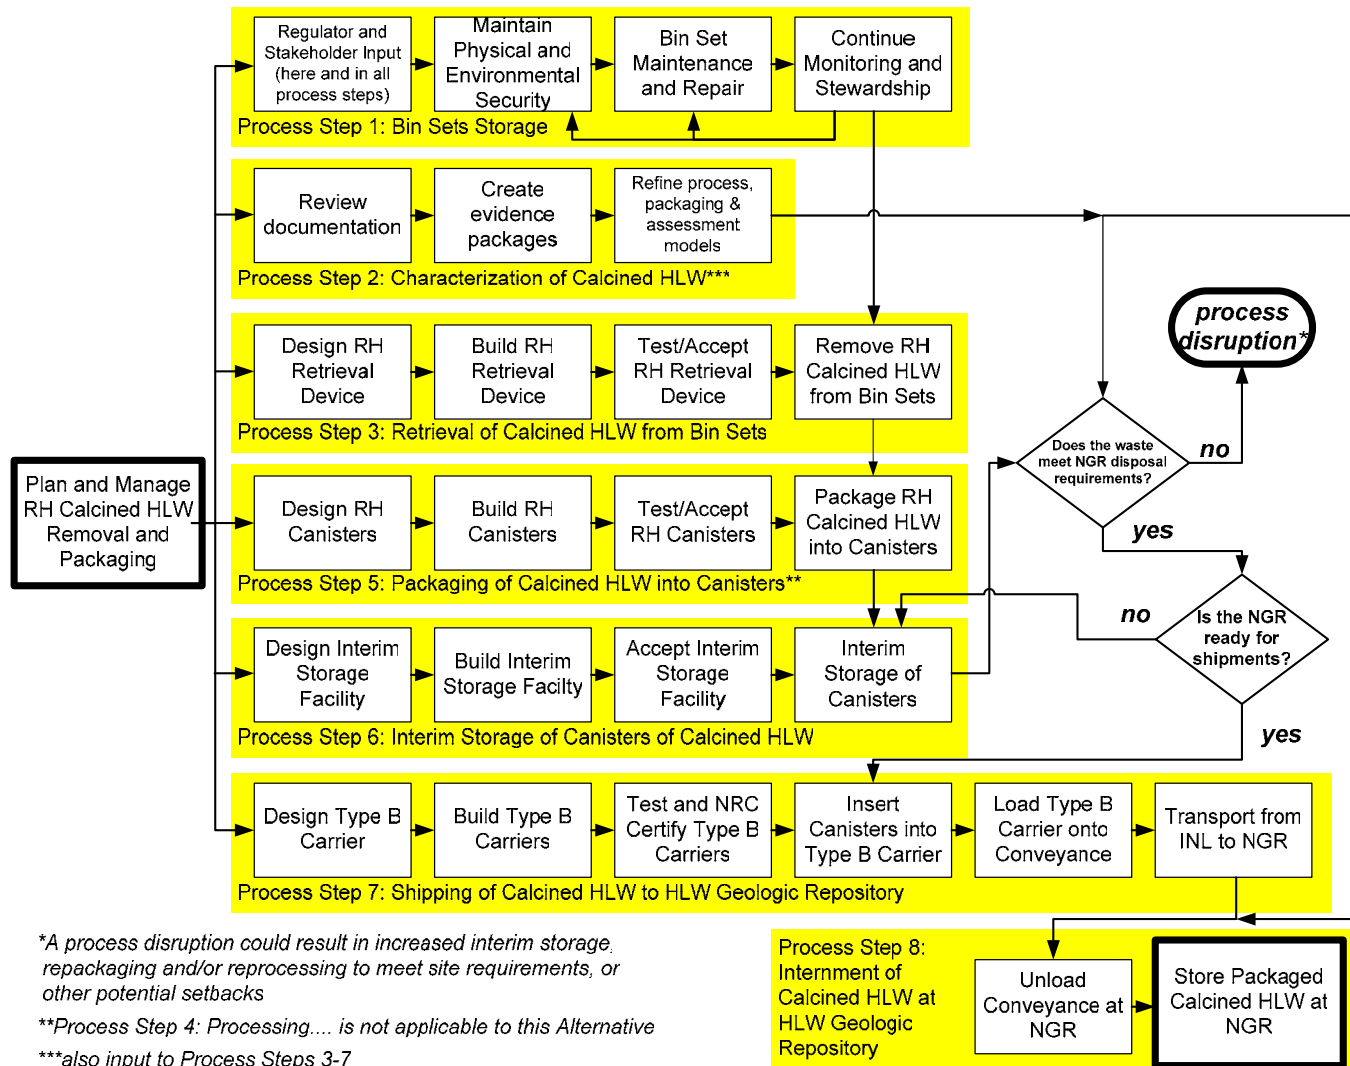 Regulator and
Stakeholder Input
(here and in all
process steps)
Maintain
Physical and
Environmental
Security
Bin Set
Maintenance
and Repair
Continue
Monitoring and
Stewardship
Process Step 1: Bin Sets Storage
Review
documentation
Create
evidence
packages
Refine process,
packaging &
assessment
models
Process Step 2: Characterization of Calcined HLW***
process
disruption*
Design RH
Retrieval
Device
Build RH
Retrieval
Device
Test/Accept
RH Retrieval
Device
Remove RH
Calcined HLW
from Bin Sets
Process Step 3: Retrieval of Calcined HLW from Bin Sets
Does the waste
meet NGR disposal
requirements?
no
yes
Plan and Manage
RH Calcined HLW
Removal and
Packaging
Design RH
Canisters
Build RH
Canisters
Test/Accept
RH Canisters
Package RH
Calcined HLW
into Canisters
Process Step 5: Packaging of Calcined HLW into Canisters**
no
Is the NGR
ready for
shipments?
yes
Design Interim
Storage
Facility
Build Interim
Storage Facilty
Accept Interim
Storage
Facility
Interim
Storage of
Canisters
Process Step 6: Interim Storage of Canisters of Calcined HLW
Design Type B
Carrier
Build Type B
Carriers
Test and NRC
Certify Type B
Carriers
Insert
Canisters into
Type B Carrier
Load Type B
Carrier onto
Conveyance
Transport from
INL to NGR
Process Step 7: Shipping of Calcined HLW to HLW Geologic Repository
*A process disruption could result in increased interim storage,
repackaging and/or reprocessing to meet site requirements, or
other potential setbacks
**Process Step 4: Processing.... is not applicable to this Alternative
***also input to Process Steps 3-7
Process Step 8:
Internment of
Calcined HLW at
HLW Geologic
Repository
Unload
Conveyance at
NGR
Store Packaged
Calcined HLW at
NGR